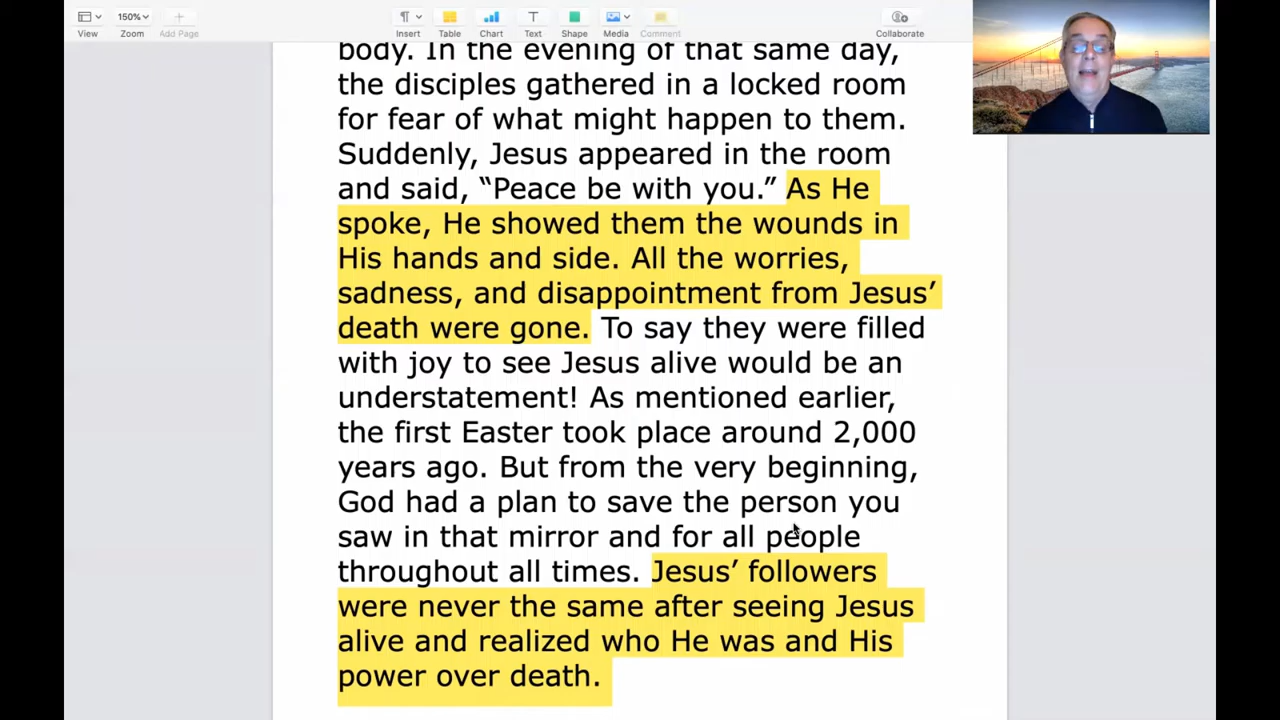 150%
View
Zoom
Add Page
Insert
Table
Chart
Text
Shape
Media
Comment
Collaborate
body. In the evening of that same day,
the disciples gathered in a locked room
for fear of what might happen to them.
Suddenly, Jesus appeared in the room
and said, “Peace be with you.” As He
spoke, He showed them the wounds in
His hands and side. All the worries,
sadness, and disappointment from Jesus’
death were gone. To say they were filled
with joy to see Jesus alive would be an
understatement! As mentioned earlier,
the first Easter took place around 2,000
years ago. But from the very beginning,
God had a plan to save the person you
saw in that mirror and for all people
throughout all times. Jesus’ followers
were never the same after seeing Jesus
alive and realized who He was and His
power over death.